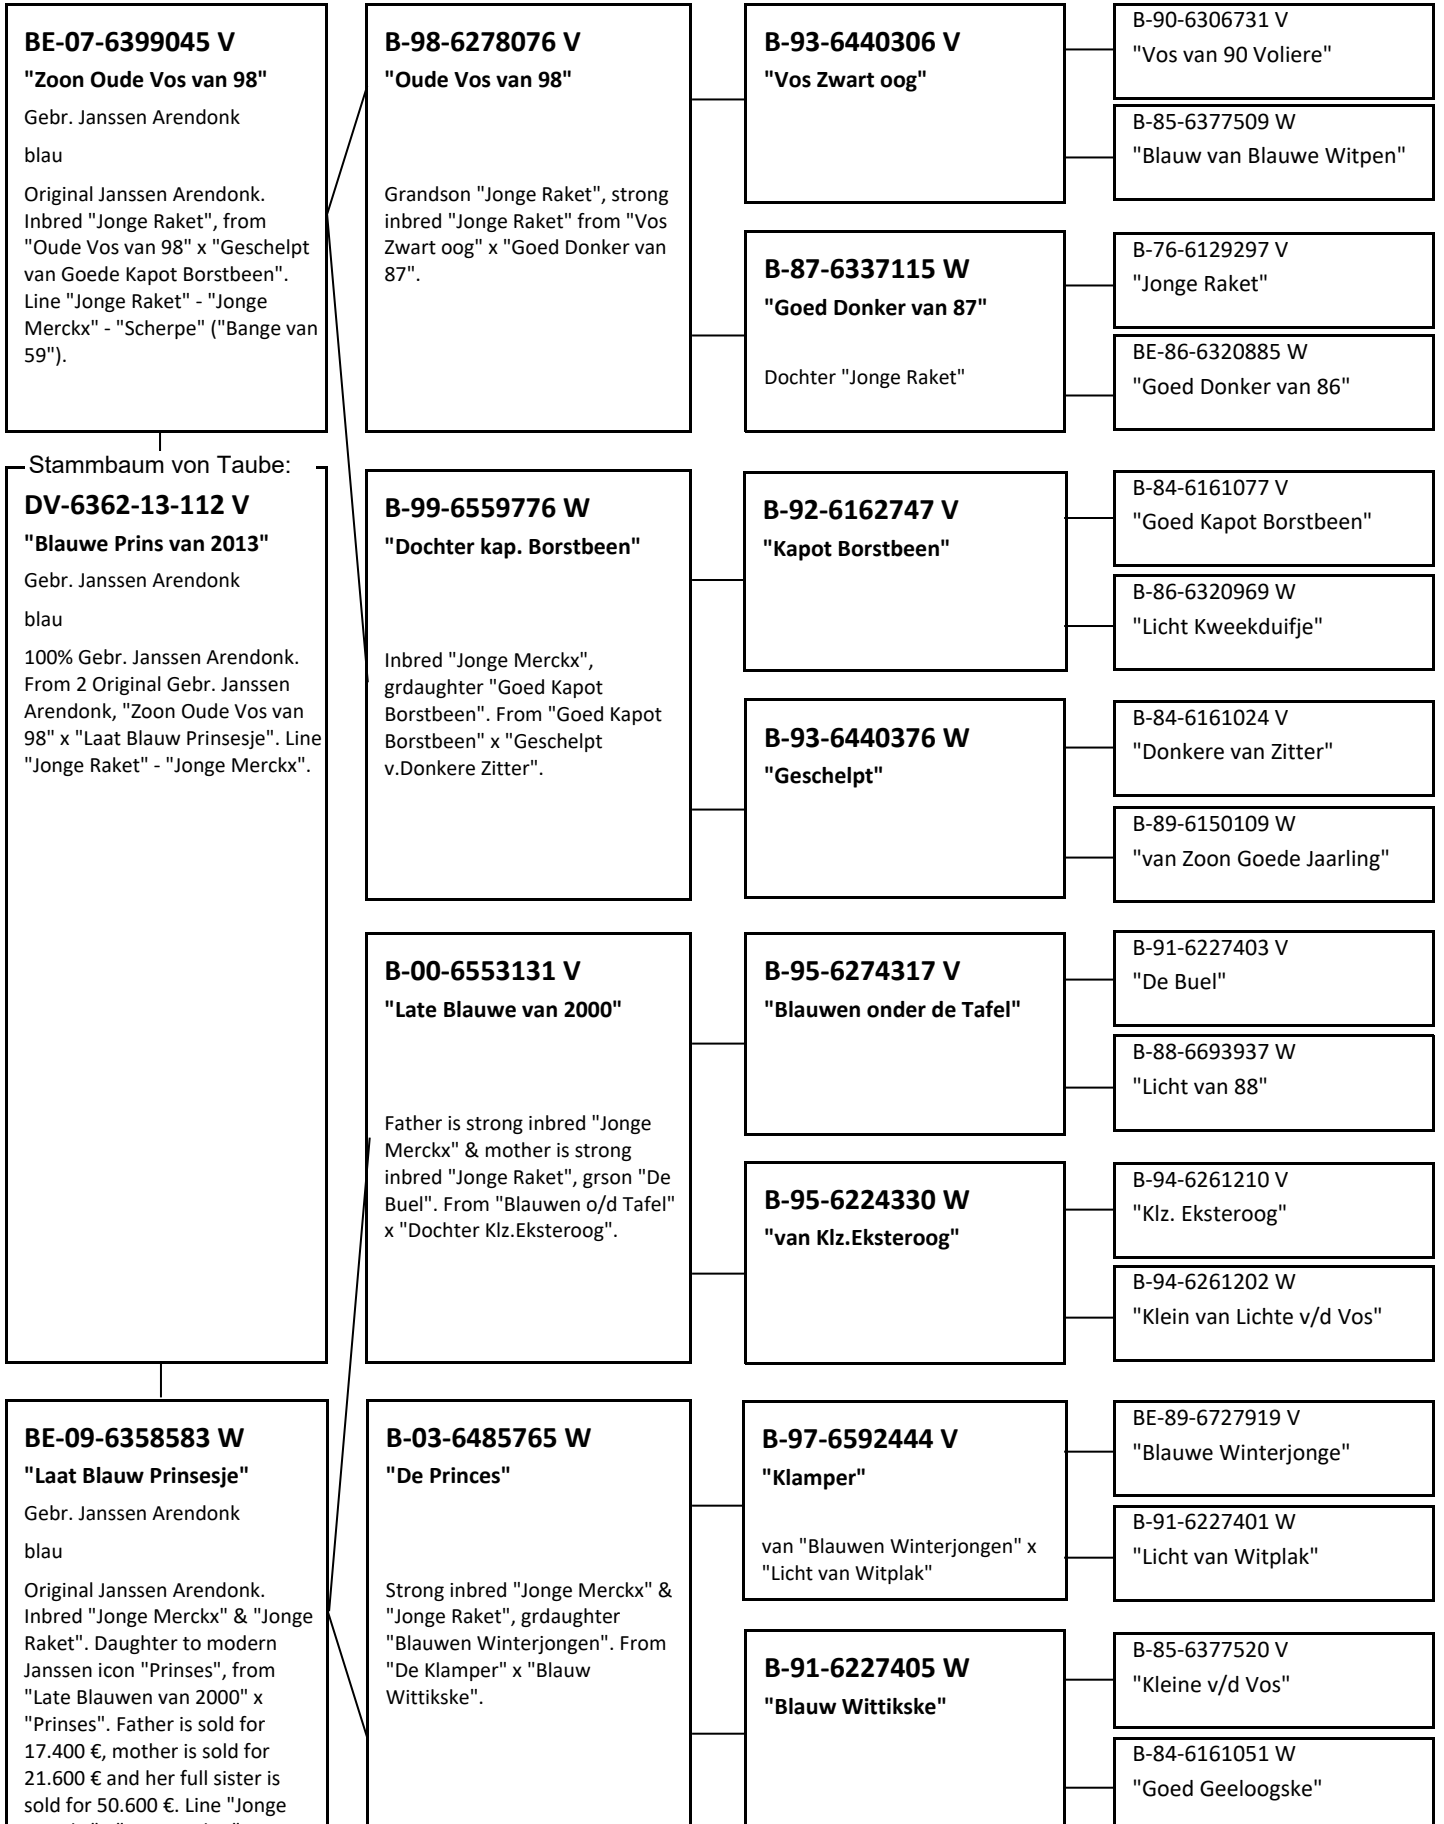 BE-07-6399045 V
"Zoon Oude Vos van 98"
Gebr. Janssen Arendonk
blau
Original Janssen Arendonk.
Inbred "Jonge Raket", from
"Oude Vos van 98" x "Geschelpt
van Goede Kapot Borstbeen".
Line "Jonge Raket" - "Jonge
Merckx" - "Scherpe" ("Bange van
59").
Stammbaum von Taube:
DV-6362-13-112 V
"Blauwe Prins van 2013"
Gebr. Janssen Arendonk
blau
100% Gebr. Janssen Arendonk.
From 2 Original Gebr. Janssen
Arendonk, "Zoon Oude Vos van
98" x "Laat Blauw Prinsesje". Line
"Jonge Raket" - "Jonge Merckx".
BE-09-6358583 W
"Laat Blauw Prinsesje"
Gebr. Janssen Arendonk
blau
Original Janssen Arendonk.
Inbred "Jonge Merckx" & "Jonge
Raket". Daughter to modern
Janssen icon "Prinses", from
"Late Blauwen van 2000" x
"Prinses". Father is sold for
17.400 €, mother is sold for
21.600 € and her full sister is
sold for 50.600 €. Line "Jonge
B-98-6278076 V
"Oude Vos van 98"
Grandson "Jonge Raket", strong
inbred "Jonge Raket" from "Vos
Zwart oog" x "Goed Donker van
87".
B-99-6559776 W
"Dochter kap. Borstbeen"
Inbred "Jonge Merckx",
grdaughter "Goed Kapot
Borstbeen". From "Goed Kapot
Borstbeen" x "Geschelpt
v.Donkere Zitter".
B-00-6553131 V
"Late Blauwe van 2000"
Father is strong inbred "Jonge
Merckx" & mother is strong
inbred "Jonge Raket", grson "De
Buel". From "Blauwen o/d Tafel"
x "Dochter Klz.Eksteroog".
B-03-6485765 W
"De Princes"
Strong inbred "Jonge Merckx" &
"Jonge Raket", grdaughter
"Blauwen Winterjongen". From
"De Klamper" x "Blauw
Wittikske".
B-93-6440306 V
"Vos Zwart oog"
B-87-6337115 W
"Goed Donker van 87"
Dochter "Jonge Raket"
B-92-6162747 V
"Kapot Borstbeen"
B-93-6440376 W
"Geschelpt"
B-95-6274317 V
"Blauwen onder de Tafel"
B-95-6224330 W
"van Klz.Eksteroog"
B-97-6592444 V
"Klamper"
van "Blauwen Winterjongen" x
"Licht van Witplak"
B-91-6227405 W
"Blauw Wittikske"
B-90-6306731 V
"Vos van 90 Voliere"
B-85-6377509 W
"Blauw van Blauwe Witpen"
B-76-6129297 V
"Jonge Raket"
BE-86-6320885 W
"Goed Donker van 86"
B-84-6161077 V
"Goed Kapot Borstbeen"
B-86-6320969 W
"Licht Kweekduifje"
B-84-6161024 V
"Donkere van Zitter"
B-89-6150109 W
"van Zoon Goede Jaarling"
B-91-6227403 V
"De Buel"
B-88-6693937 W
"Licht van 88"
B-94-6261210 V
"Klz. Eksteroog"
B-94-6261202 W
"Klein van Lichte v/d Vos"
BE-89-6727919 V
"Blauwe Winterjonge"
B-91-6227401 W
"Licht van Witplak"
B-85-6377520 V
"Kleine v/d Vos"
B-84-6161051 W
"Goed Geeloogske"